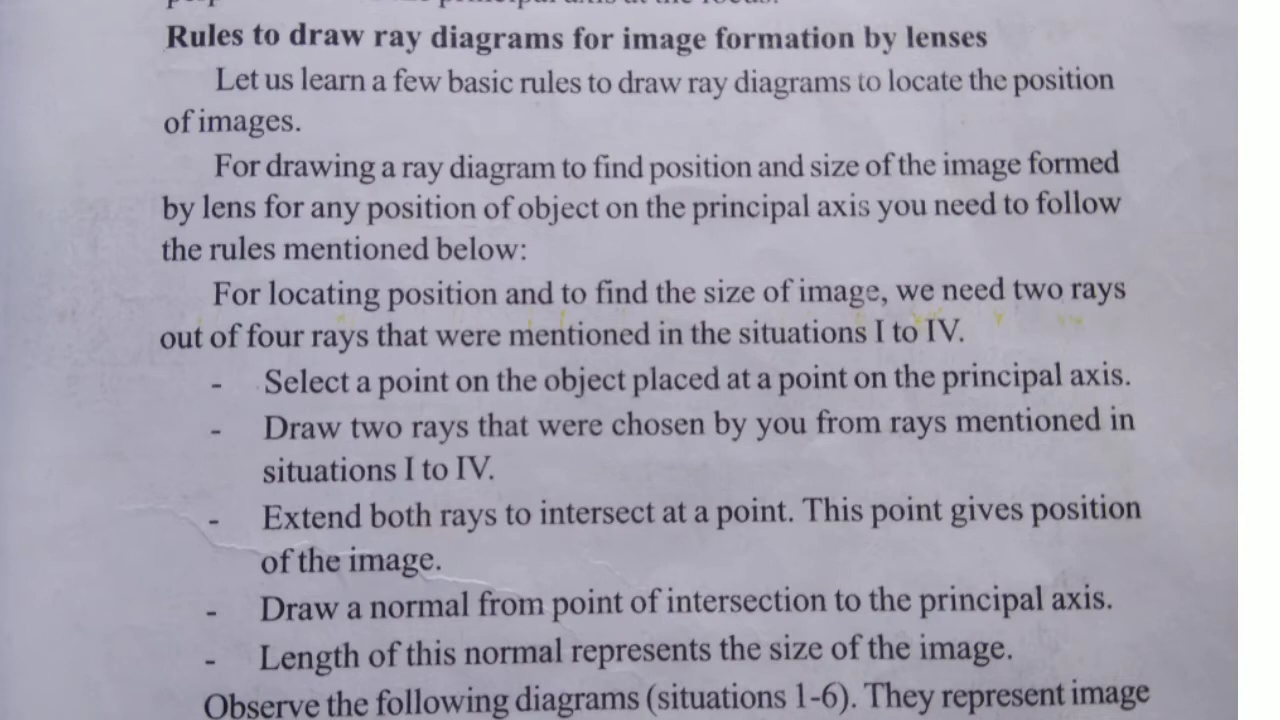 Rules to draw ray diagrams for image formation by lenses
Let us learn a few basic rules to draw ray diagrams to locate the position
of images.
For drawing a ray diagram to find position and size of the image formed
by lens for any position of object on the principal axis you need to follow
the rules mentioned below:
For locating position and to find the size of image, we need two rays
out of four rays that were mentioned in the situations I to IV.
- Select a point on the object placed at a point on the principal axis.
- Draw two rays that were chosen by you from rays mentioned in
situations I to IV.
- Extend both rays to intersect at a point. This point gives position
of the image.
- Draw a normal from point of intersection to the principal axis.
- Length of this normal represents the size of the image.
Observe the following diagrams (situations 1-6). They represent image